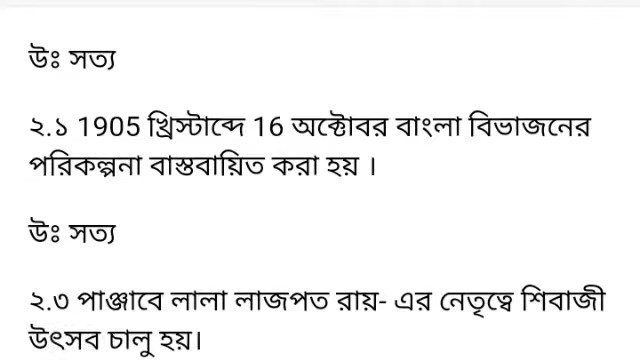 উঃ সত্য
২.১ 1905 খ্রিস্টাব্দে 16 অক্টোবর বাংলা বিভাজনের
পরিকল্পনা বাস্তবায়িত করা হয় ।
উঃ সত্য
২.৩ পাঞ্জাবে লালা লাজপত রায়- এর নেতৃত্বে শিবাজী
উৎসব চালু হয়।